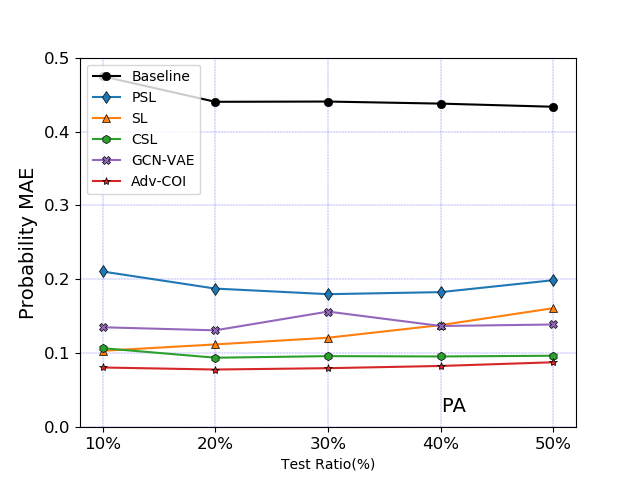 0.5
0.4
0.3
0.2
0.1
0.0
Probability MAE
Baseline
PSL
SL
CSL
GCN-VAE
Adv-COI
PA
10% 20% 30% 40% 50%
Test Ratio(%)